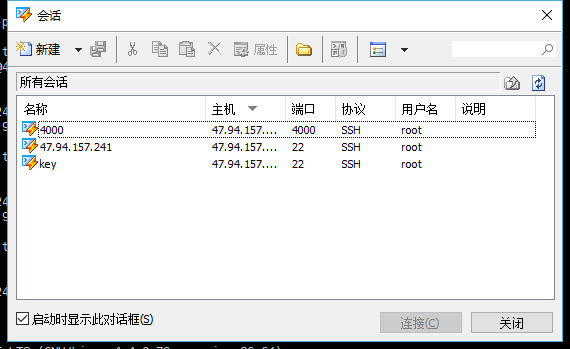 会话
新建
属性
所有会话
名称 主机 端口 协议 用户名 说明
4000 47.94.157.... 4000 SSH root
47.94.157.241 47.94.157.... 22 SSH root
key 47.94.157.... 22 SSH root
启动时显示此对话框(S)
连接(C) 关闭